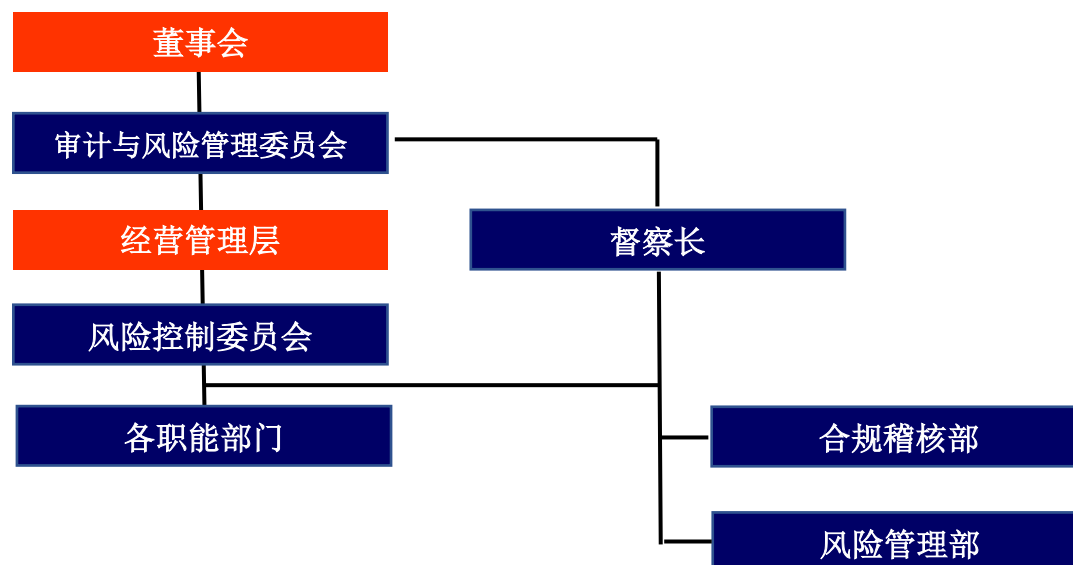 董事会
审计与风险管理委员会
经营管理层
督察长
风险控制委员会
各职能部门
合规稽核部
风险管理部